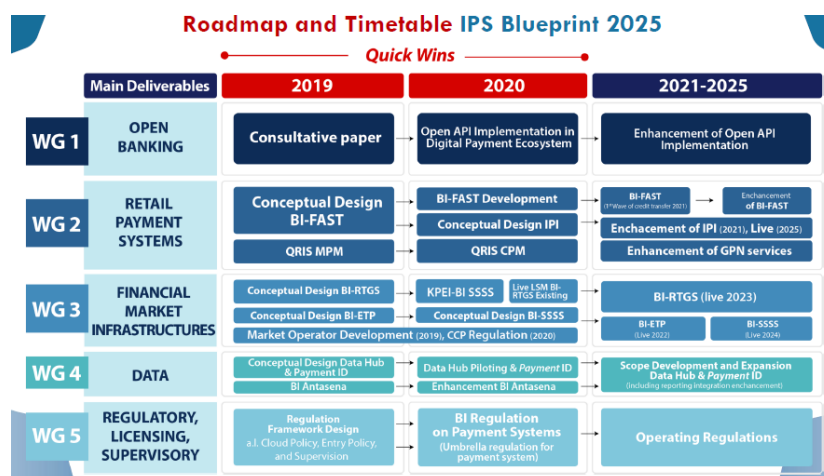 Roadmap and Timetable IPS Blueprint 2025
Quick Wins
Main Deliverables
2019
2020
2021-2025
WG 1
OPEN
BANKING
Consultative paper
Open API Implementation in
Digital Payment Ecosystem
Enhancement of Open API
Implementation
WG 2
RETAIL
PAYMENT
SYSTEMS
Conceptual Design
BI-FAST
QRIS MPM
BI-FAST Development
Conceptual Design IPI
QRIS CPM
BI-FAST
(1st Wave of credit transfer 2021)
Enchancement
of BI-FAST
Enchacement of IPI (2021), Live (2025)
Enhancement of GPN services
WG 3
FINANCIAL
MARKET
INFRASTRUCTURES
Conceptual Design BI-RTGS
Conceptual Design BI-ETP
KPEI-BI SSSS
Live LSM BI-
RTGS Existing
Conceptual Design BI-SSSS
Market Operator Development (2019), CCP Regulation (2020)
BI-RTGS (live 2023)
BI-ETP
(Live 2022)
BI-SSSS
(Live 2024)
WG 4
DATA
Conceptual Design Data Hub
& Payment ID
BI Antasena
Data Hub Piloting & Payment ID
Enhancement BI Antasena
Scope Development and Expansion
Data Hub & Payment ID
(Including reporting integration enchancement)
WG 5
REGULATORY,
LICENSING,
SUPERVISORY
Regulation
Framework Design
a.l. Cloud Policy, Entry Policy,
and Supervision
BI Regulation
on Payment Systems
(Umbrella regulation for
payment system)
Operating Regulations